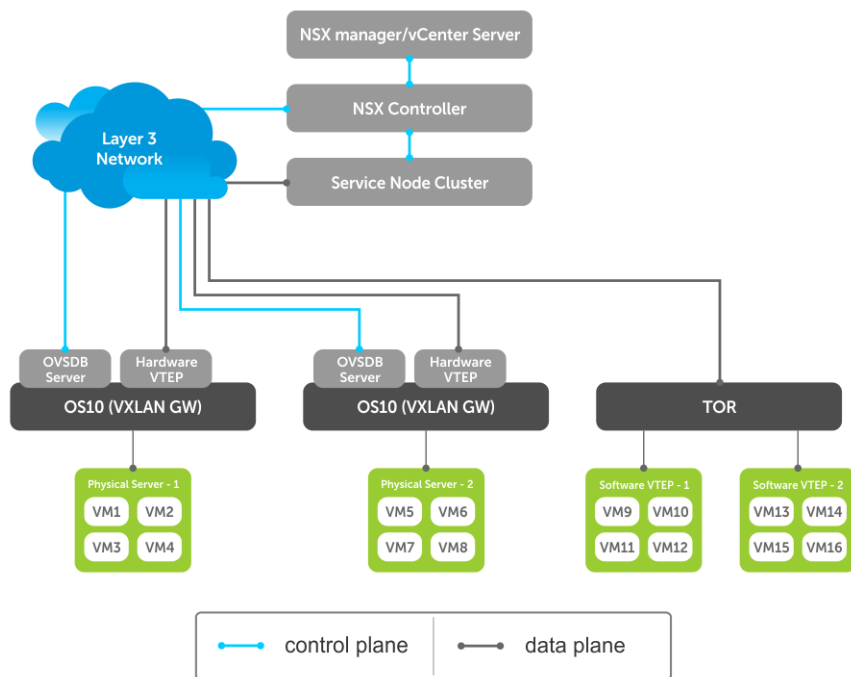 NSX manager/vCenter Server
NSX Controller
Layer 3
Network
Service Node Cluster
OVSDB
Server
Hardware
VTEP
OVSDB
Server
Hardware
VTEP
OS10 (VXLAN GW)
OS10 (VXLAN GW)
TOR
Physical Server - 1
VM1 VM2
VM3 VM4
Physical Server - 2
VM5 VM6
VM7 VM8
Software VTEP - 1
VM9 VM10
VM11 VM12
Software VTEP - 2
VM13 VM14
VM15 VM16
control plane
data plane